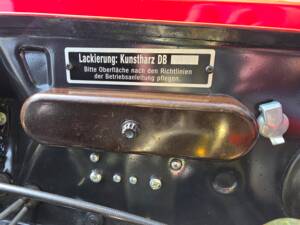 Lackierung: Kunstharz DB
Bitte Oberfläche nach den Richtlinien
der Betriebsanleitung pflegen.